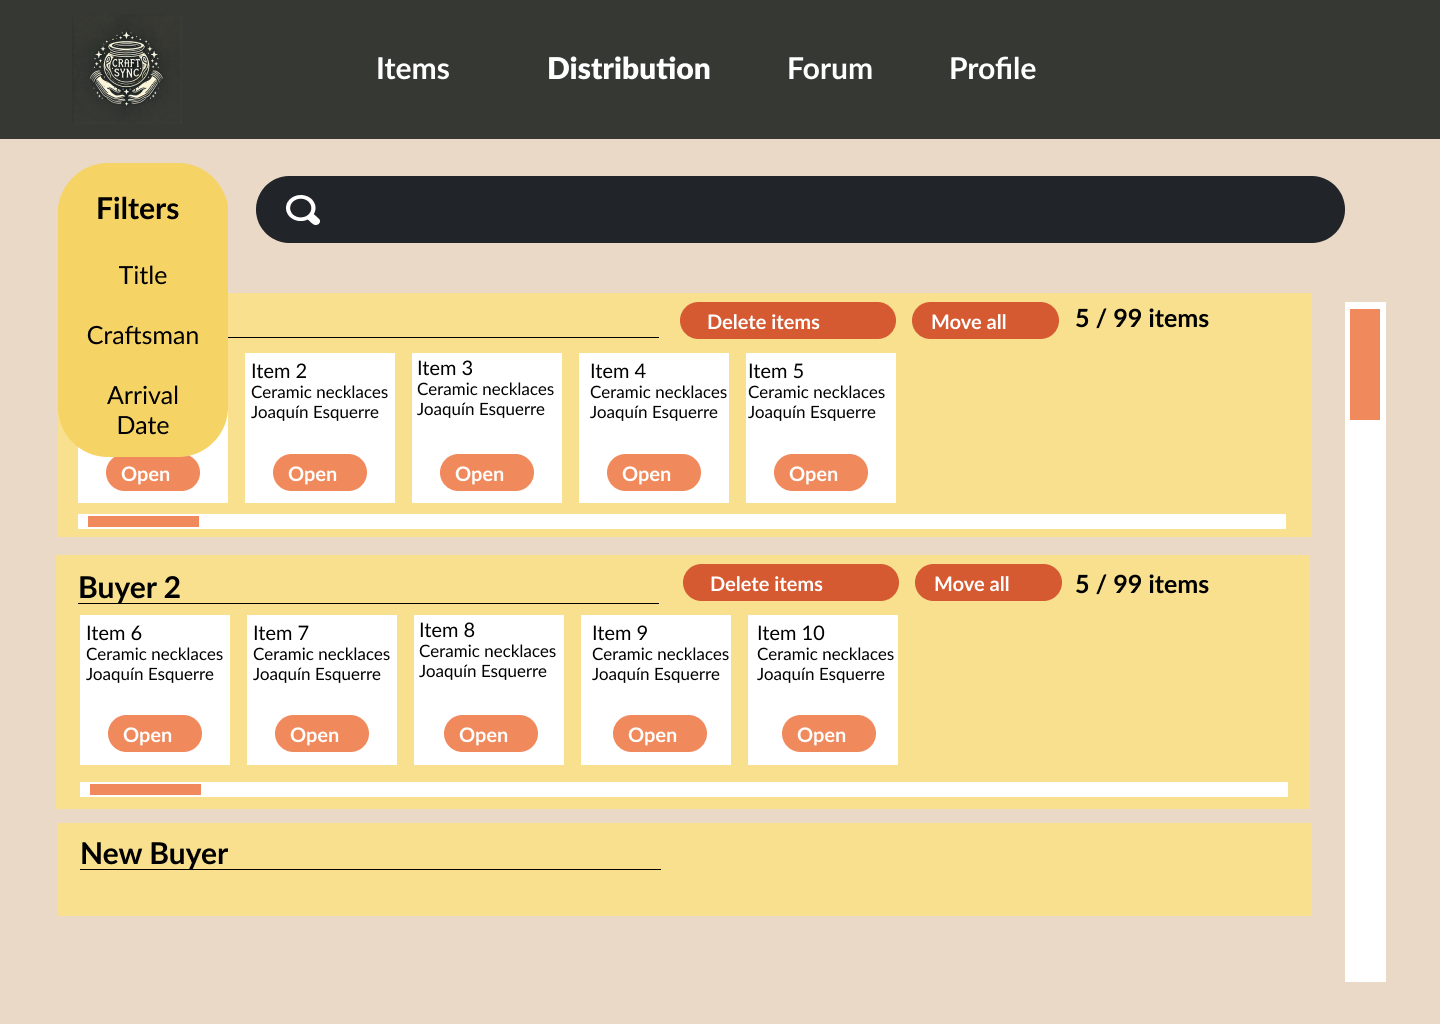 CRAFT
SYNC
Items
Distribution
Forum
Profile
Filters
Title
Craftsman
Arrival
Date
Delete items
Move all
5 / 99 items
Open
Item 2
Ceramic necklaces
Joaquín Esquerre
Open
Item 3
Ceramic necklaces
Joaquín Esquerre
Open
Item 4
Ceramic necklaces
Joaquín Esquerre
Open
Item 5
Ceramic necklaces
Joaquín Esquerre
Open
Buyer 2
Delete items
Move all
5 / 99 items
Item 6
Ceramic necklaces
Joaquín Esquerre
Open
Item 7
Ceramic necklaces
Joaquín Esquerre
Open
Item 8
Ceramic necklaces
Joaquín Esquerre
Open
Item 9
Ceramic necklaces
Joaquín Esquerre
Open
Item 10
Ceramic necklaces
Joaquín Esquerre
Open
New Buyer